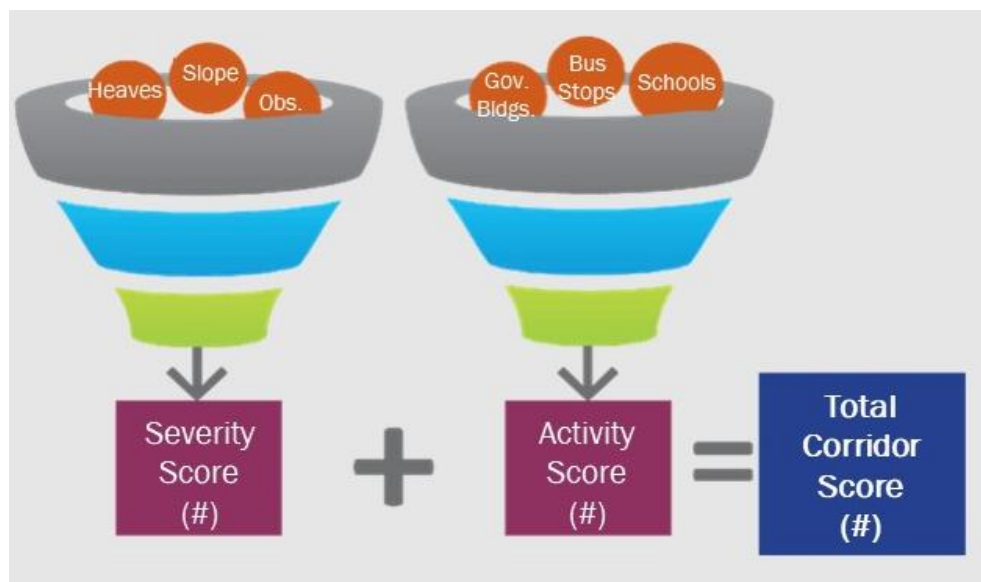 Heaves
Slope
Obs.
Gov.
Bldgs.
Bus
Stops
Schools
Severity
Score
(#)
+
Activity
Score
(#)
=
Total
Corridor
Score
(#)